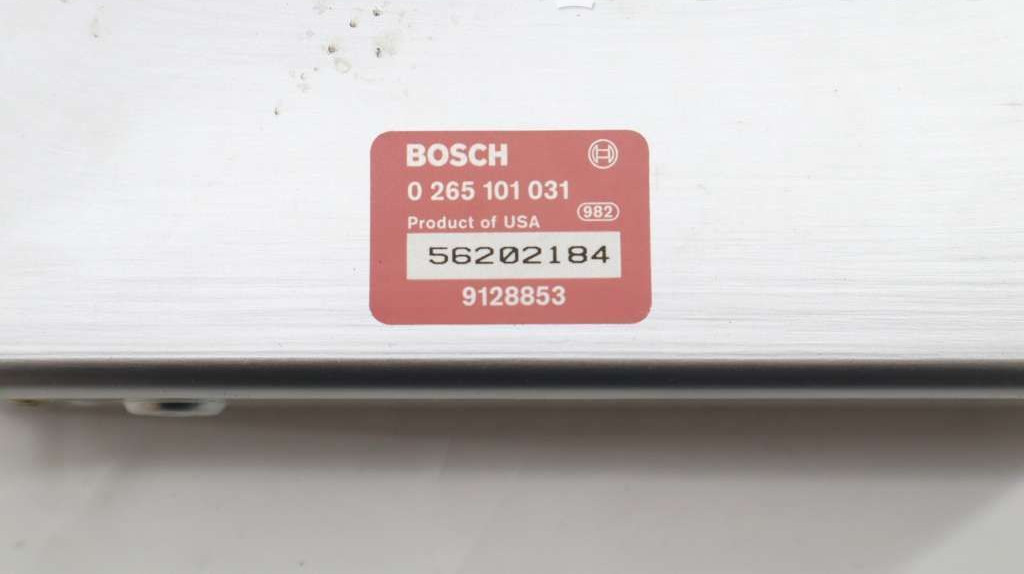 BOSCH
0 265 101 031
Product of USA 982
56202184
9128853